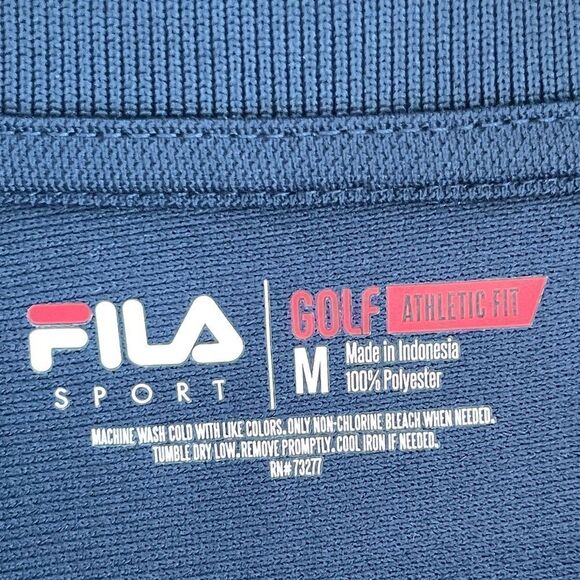 FILA
SPORT
GOLF ATHLETIC FIT
M
Made in Indonesia
100% Polyester
MACHINE WASH COLD WITH LIKE COLORS. ONLY NON-CHLORINE BLEACH WHEN NEEDED.
TUMBLE DRY LOW. REMOVE PROMPTLY. COOL IRON IF NEEDED.
RN# 73277